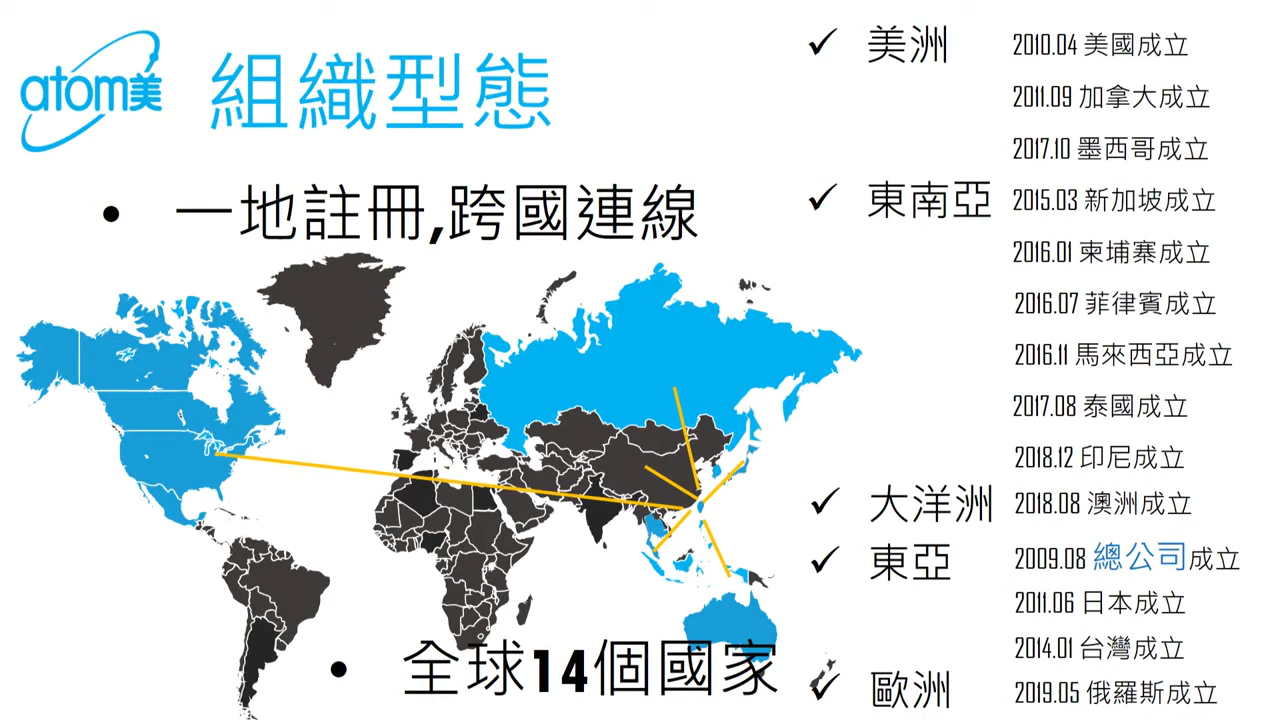 atom美
組織型態
• 一地註冊,跨國連線
• 全球14個國家
✓ 美洲 2010.04 美國成立
2011.09 加拿大成立
2017.10 墨西哥成立
✓ 東南亞 2015.03 新加坡成立
2016.01 柬埔寨成立
2016.07 菲律賓成立
2016.11 馬來西亞成立
2017.08 泰國成立
2018.12 印尼成立
✓ 大洋洲 2018.08 澳洲成立
✓ 東亞 2009.08 總公司成立
2011.06 日本成立
2014.01 台灣成立
✓ 歐洲 2019.05 俄羅斯成立